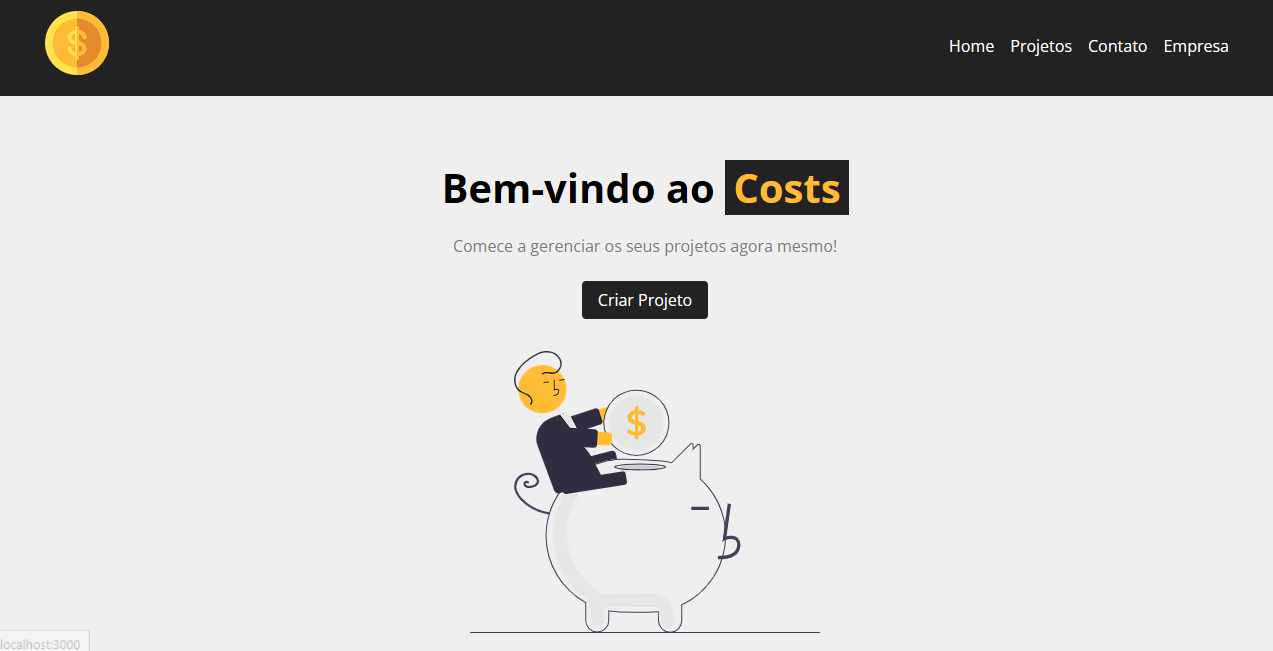 $
Home Projetos Contato Empresa
Bem-vindo ao Costs
Comece a gerenciar os seus projetos agora mesmo!
Criar Projeto
$
localhost:3000